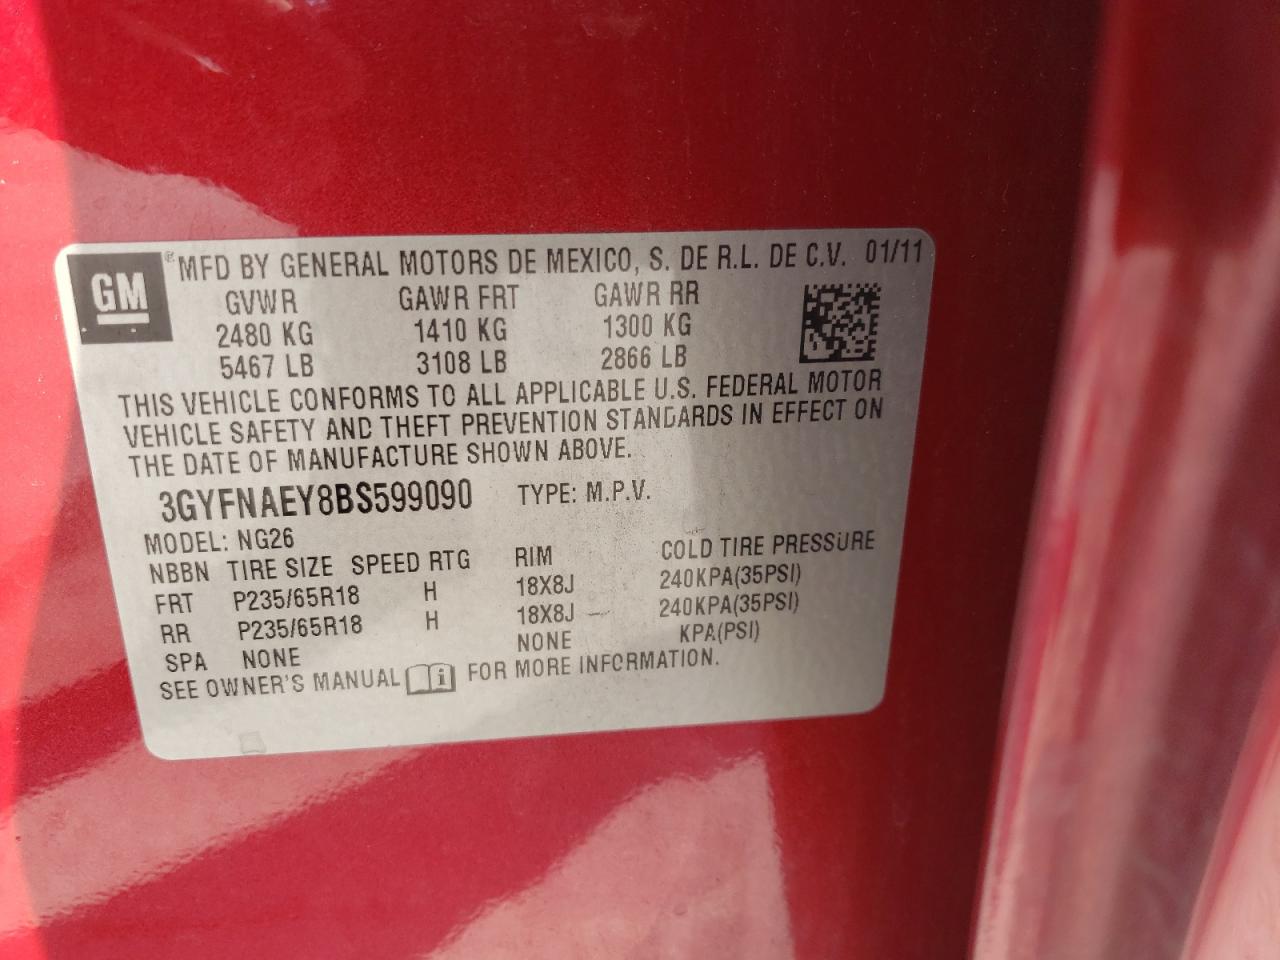 GM ® MFD BY GENERAL MOTORS DE MEXICO, S. DE R.L. DE C.V. 01/11
GVWR GAWR FRT GAWR RR
2480 KG 1410 KG 1300 KG
5467 LB 3108 LB 2866 LB
THIS VEHICLE CONFORMS TO ALL APPLICABLE U.S. FEDERAL MOTOR
VEHICLE SAFETY AND THEFT PREVENTION STANDARDS IN EFFECT ON
THE DATE OF MANUFACTURE SHOWN ABOVE.
3GYFNAEY8BS599090 TYPE: M.P.V.
MODEL: NG26
NBBN TIRE SIZE SPEED RTG RIM COLD TIRE PRESSURE
FRT P235/65R18 H 18X8J 240KPA(35PSI)
RR P235/65R18 H 18X8J 240KPA(35PSI)
SPA NONE NONE KPA(PSI)
SEE OWNER'S MANUAL i FOR MORE INFORMATION.